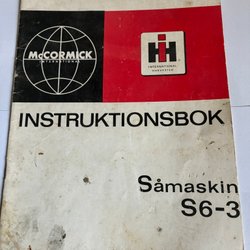 McCORMICK
INTERNATIONAL
IH
INTERNATIONAL
HARVESTER
INSTRUKTIONSBOK
Såmaskin
S6-3